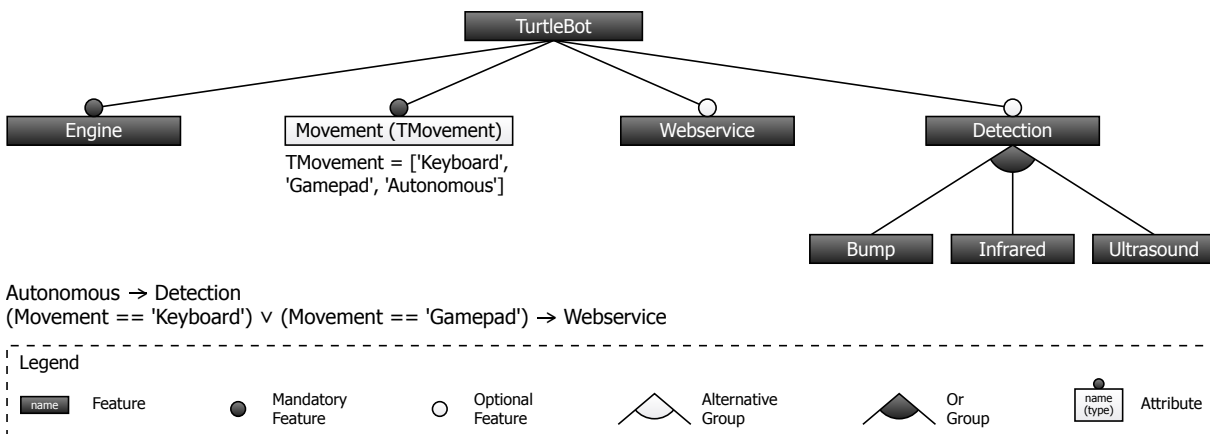 TurtleBot
Engine
Movement (TMovement)
Webservice
Detection
TMovement = ['Keyboard',
'Gamepad', 'Autonomous']
Bump
Infrared
Ultrasound
Autonomous → Detection
(Movement == 'Keyboard') ∨ (Movement == 'Gamepad') → Webservice
Legend
name
Feature
Mandatory
Feature
Optional
Feature
Alternative
Group
Or
Group
name
(type)
Attribute